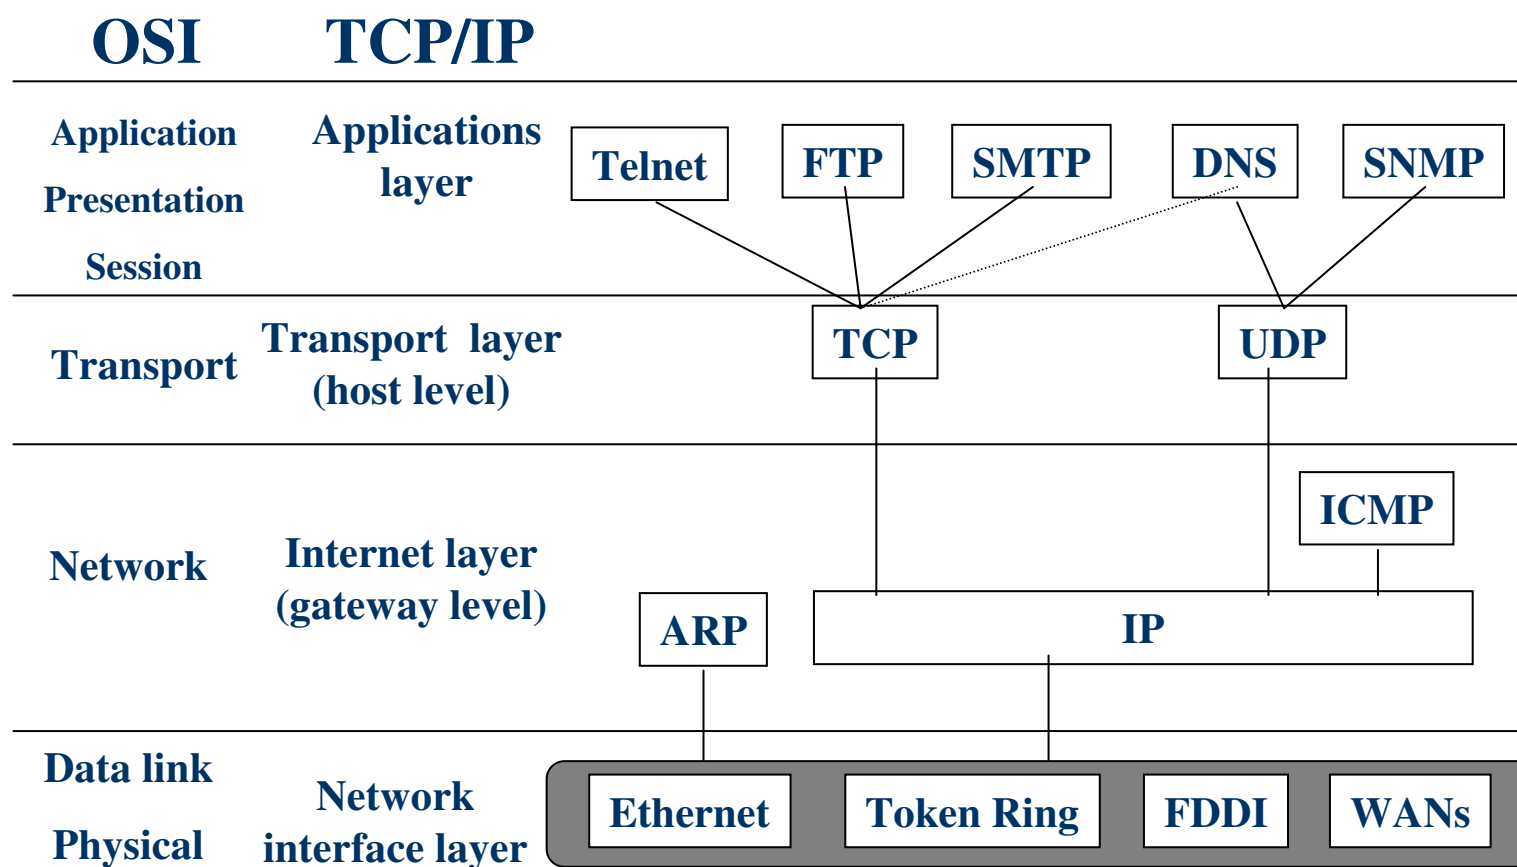 OSI TCP/IP
Application
Presentation
Session
Applications
layer
Telnet
FTP
SMTP
DNS
SNMP
Transport
Transport layer
(host level)
TCP
UDP
Network
Internet layer
(gateway level)
ICMP
ARP
IP
Data link
Physical
Network
interface layer
Ethernet
Token Ring
FDDI
WANs